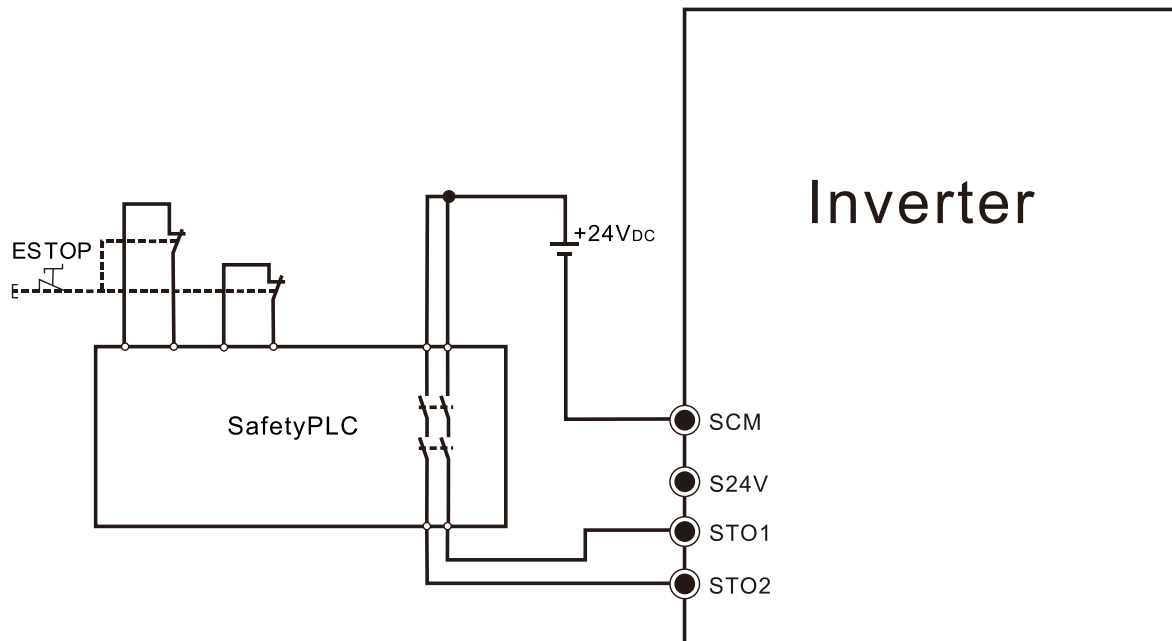 Inverter
+24VDC
ESTOP
SafetyPLC
SCM
S24V
STO1
STO2